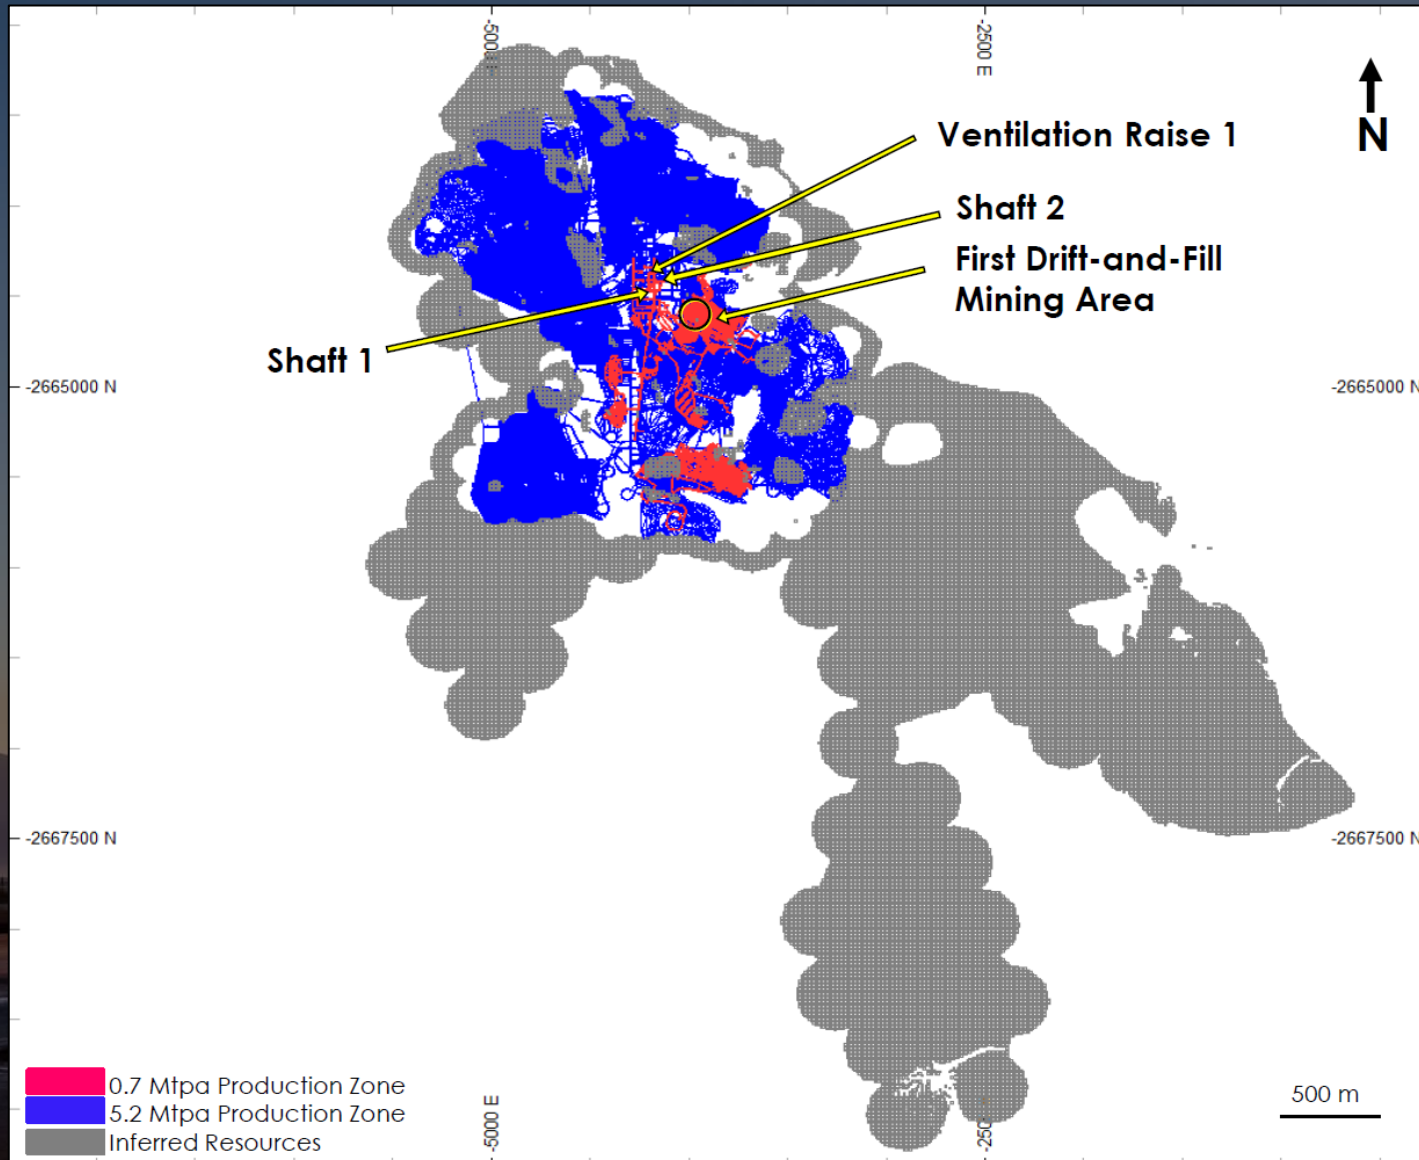 -5000 E
-2500 E
N
Ventilation Raise 1
Shaft 2
First Drift-and-Fill
Mining Area
Shaft 1
-2665000 N
-2665000 N
-2667500 N
-2667500 N
0.7 Mtpa Production Zone
5.2 Mtpa Production Zone
Inferred Resources
-5000 E
500 m